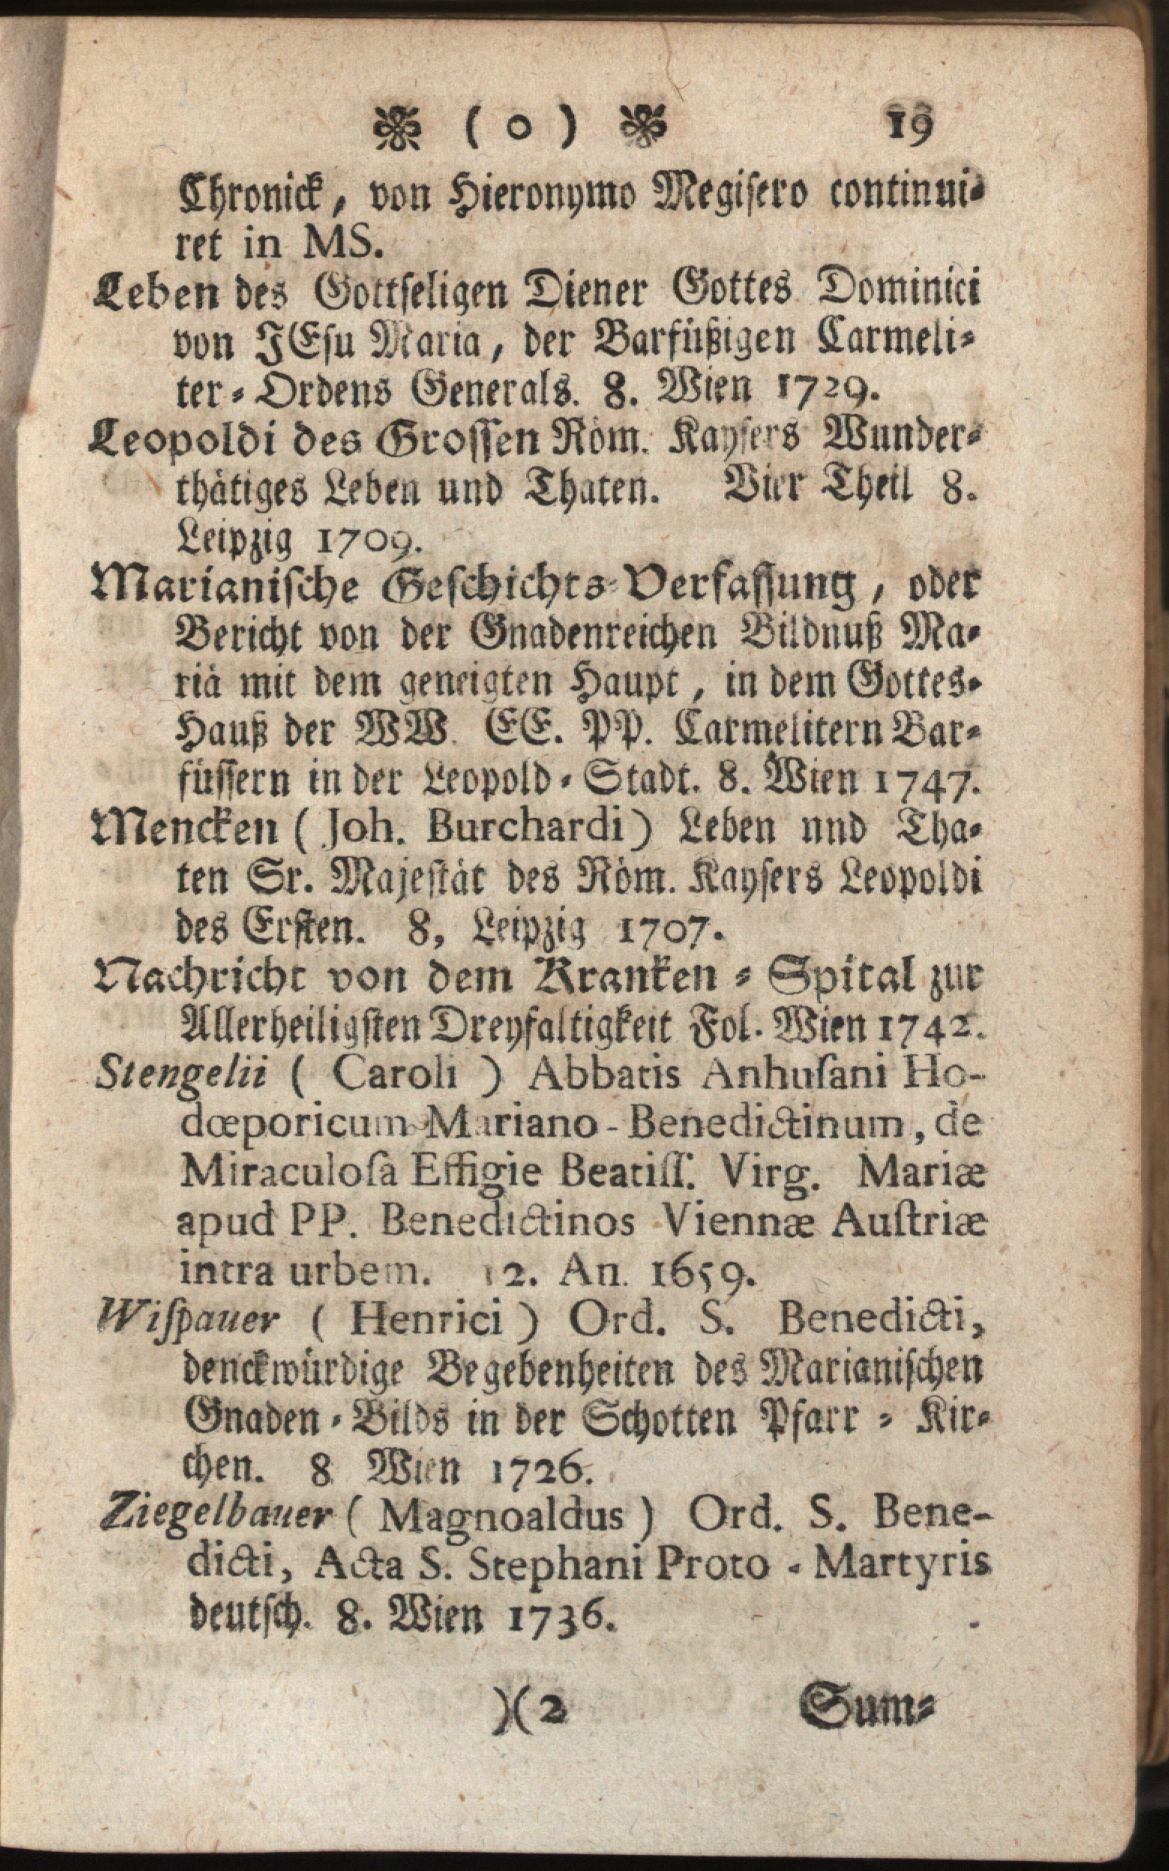 ❧ ( o ) ❧ 19
Chronick, von Hieronymo Megisero continui-
ret in MS.
Leben des Gottseligen Diener Gottes Dominici
von JEsu Maria, der Barfüßigen Carmeli-
ter-Ordens Generals. 8. Wien 1729.
Leopoldi des Grossen Röm. Kaysers Wunder-
thätiges Leben und Thaten. Vier Theil 8.
Leipzig 1709.
Marianische Geschichts-Verfassung, oder
Bericht von der Gnadenreichen Bildnuß Ma-
riä mit dem geneigten Haupt, in dem Gottes-
Hauß der WW. EE. PP. Carmelitern Bar-
füssern in der Leopold-Stadt. 8. Wien 1747.
Mencken (Joh. Burchardi) Leben und Tha-
ten Sr. Majestät des Röm. Kaysers Leopoldi
des Ersten. 8, Leipzig 1707.
Nachricht von dem Kranken-Spital zur
Allerheiligsten Dreyfaltigkeit Fol. Wien 1742.
Stengelii ( Caroli ) Abbatis Anhusani Ho-
dœporicum Mariano-Benedictinum, de
Miraculosâ Effigie Beatiſſ. Virg. Mariæ
apud PP. Benedictinos Viennæ Auſtriæ
intra urbem. 12. An. 1659.
Wiſpauer ( Henrici ) Ord. S. Benedicti,
denckwürdige Begebenheiten des Marianischen
Gnaden-Bilds in der Schotten Pfarr-Kir-
chen. 8 Wien 1726.
Ziegelbauer ( Magnoaldus ) Ord. S. Bene-
dicti, Acta S. Stephani Proto-Martyris
deutsch. 8. Wien 1736.
)(2 Sum-